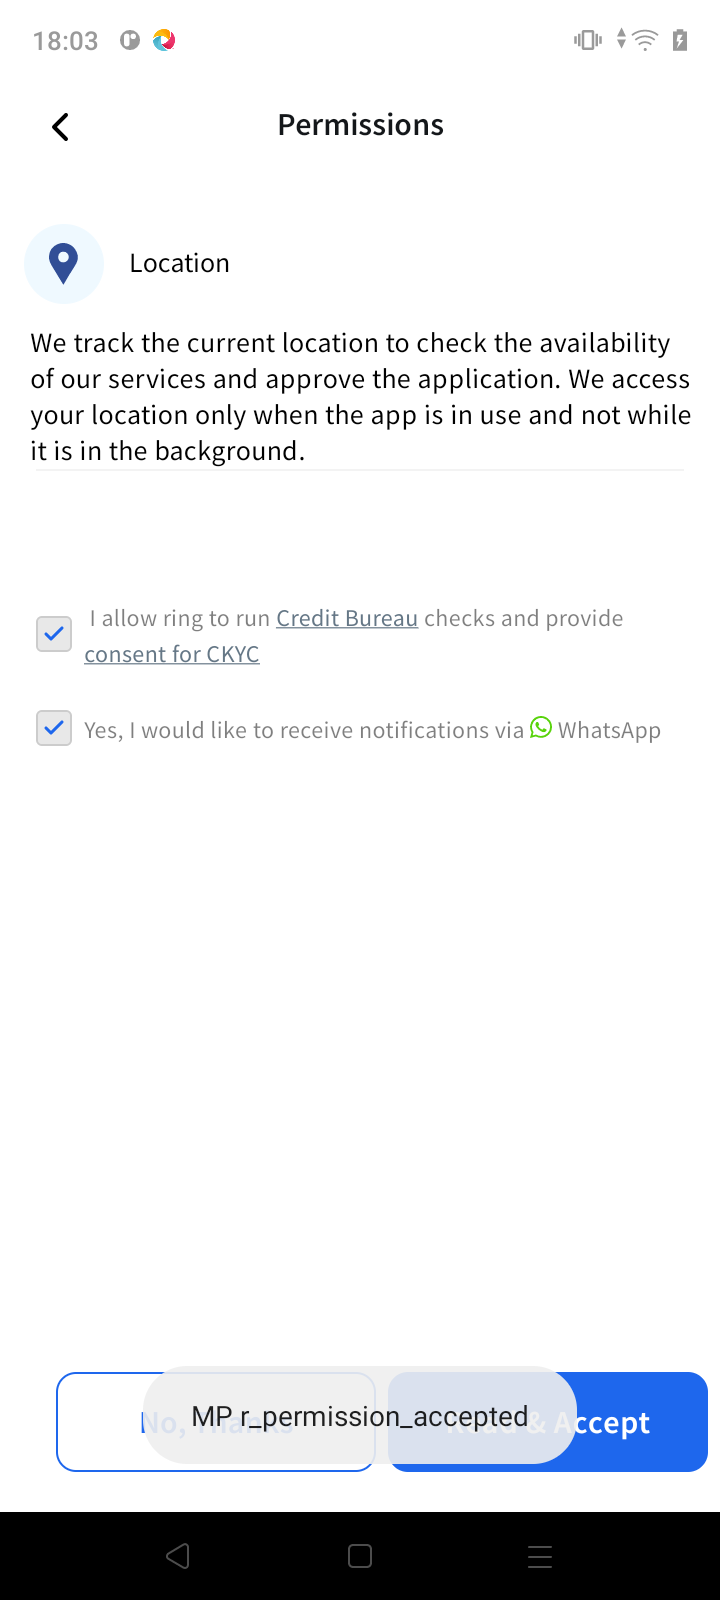 18:03
Permissions
Location
We track the current location to check the availability
of our services and approve the application. We access
your location only when the app is in use and not while
it is in the background.
I allow ring to run Credit Bureau checks and provide
consent for CKYC
Yes, I would like to receive notifications via WhatsApp
No, Thanks
Read & Accept
MP r_permission_accepted